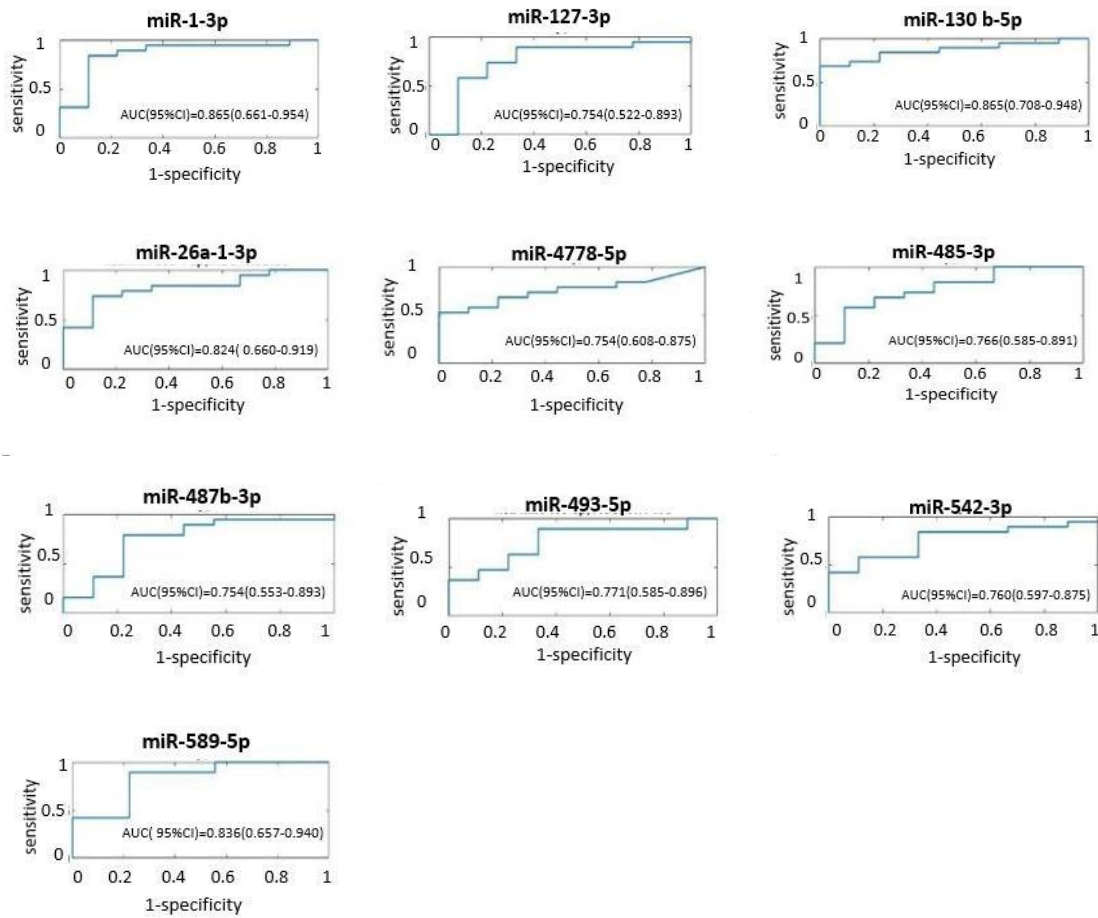 miR-1-3p
1
0.5
0
sensitivity
AUC(95%CI)=0.865(0.661-0.954)
0 0.2 0.4 0.6 0.8 1
1-specificity
miR-127-3p
1
0.5
0
sensitivity
AUC(95%CI)=0.754(0.522-0.893)
0 0.2 0.4 0.6 0.8 1
1-specificity
miR-130 b-5p
1
0.5
0
sensitivity
AUC(95%CI)=0.865(0.708-0.948)
0 0.2 0.4 0.6 0.8 1
1-specificity
miR-26a-1-3p
1
0.5
0
sensitivity
AUC(95%CI)=0.824( 0.660-0.919)
0 0.2 0.4 0.6 0.8 1
1-specificity
miR-4778-5p
1
0.5
0
sensitivity
AUC(95%CI)=0.754(0.608-0.875)
0 0.2 0.4 0.6 0.8 1
1-specificity
miR-485-3p
1
0.5
0
sensitivity
AUC(95%CI)=0.766(0.585-0.891)
0 0.2 0.4 0.6 0.8 1
1-specificity
miR-487b-3p
1
0.5
0
sensitivity
AUC(95%CI)=0.754(0.553-0.893)
0 0.2 0.4 0.6 0.8 1
1-specificity
miR-493-5p
1
0.5
0
sensitivity
AUC(95%CI)=0.771(0.585-0.896)
0 0.2 0.4 0.6 0.8 1
1-specificity
miR-542-3p
1
0.5
0
sensitivity
AUC(95%CI)=0.760(0.597-0.875)
0 0.2 0.4 0.6 0.8 1
1-specificity
miR-589-5p
1
0.5
0
sensitivity
AUC( 95%CI)=0.836(0.657-0.940)
0 0.2 0.4 0.6 0.8 1
1-specificity